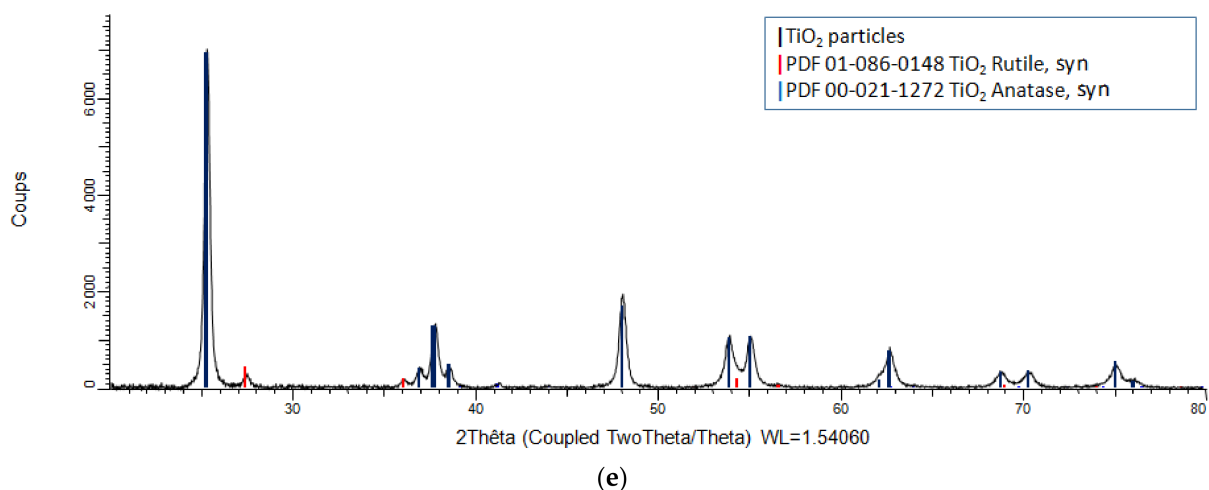 TiO₂ particles
PDF 01-086-0148 TiO₂ Rutile, syn
PDF 00-021-1272 TiO₂ Anatase, syn
Coups
6000
4000
2000
0
30 40 50 60 70 80
2Thêta (Coupled TwoTheta/Theta) WL=1.54060
(e)